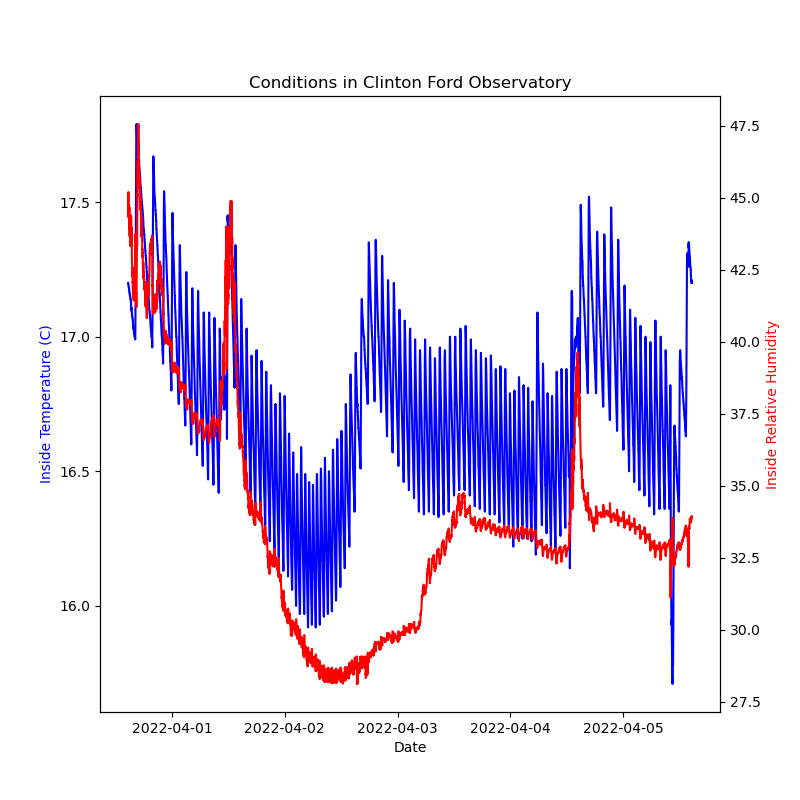 Conditions in Clinton Ford Observatory
17.5
17.0
16.5
16.0
Inside Temperature (C)
47.5
45.0
42.5
40.0
37.5
35.0
32.5
30.0
27.5
Inside Relative Humidity
2022-04-01 2022-04-02 2022-04-03 2022-04-04 2022-04-05
Date